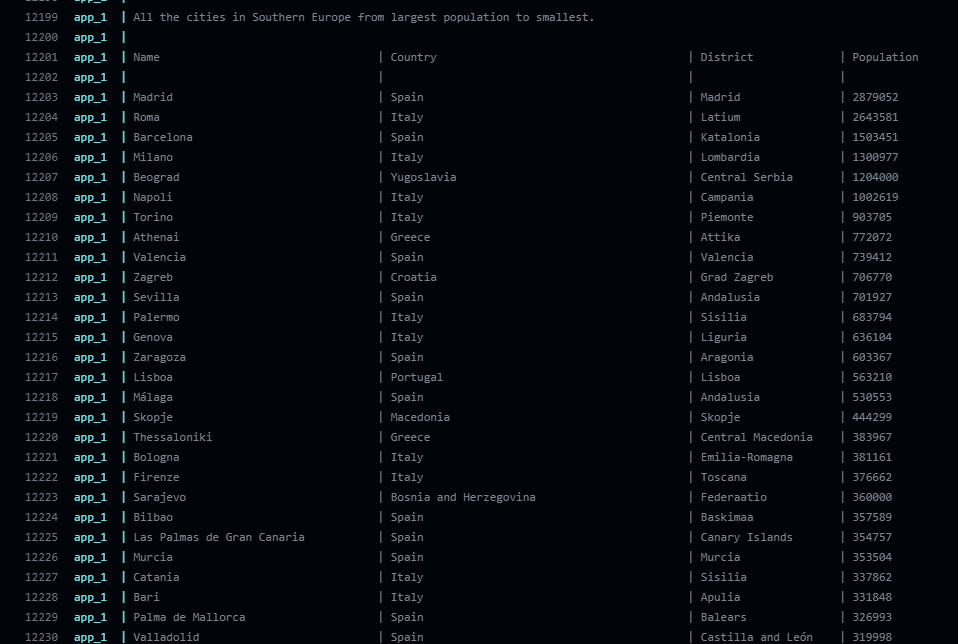 12199 app_1 | All the cities in Southern Europe from largest population to smallest.
12200 app_1 |
12201 app_1 | Name | Country | District | Population
12202 app_1 | | | |
12203 app_1 | Madrid | Spain | Madrid | 2879052
12204 app_1 | Roma | Italy | Latium | 2643581
12205 app_1 | Barcelona | Spain | Katalonia | 1503451
12206 app_1 | Milano | Italy | Lombardia | 1300977
12207 app_1 | Beograd | Yugoslavia | Central Serbia | 1204000
12208 app_1 | Napoli | Italy | Campania | 1002619
12209 app_1 | Torino | Italy | Piemonte | 903705
12210 app_1 | Athenai | Greece | Attika | 772072
12211 app_1 | Valencia | Spain | Valencia | 739412
12212 app_1 | Zagreb | Croatia | Grad Zagreb | 706770
12213 app_1 | Sevilla | Spain | Andalusia | 701927
12214 app_1 | Palermo | Italy | Sisilia | 683794
12215 app_1 | Genova | Italy | Liguria | 636104
12216 app_1 | Zaragoza | Spain | Aragonia | 603367
12217 app_1 | Lisboa | Portugal | Lisboa | 563210
12218 app_1 | Málaga | Spain | Andalusia | 530553
12219 app_1 | Skopje | Macedonia | Skopje | 444299
12220 app_1 | Thessaloniki | Greece | Central Macedonia | 383967
12221 app_1 | Bologna | Italy | Emilia-Romagna | 381161
12222 app_1 | Firenze | Italy | Toscana | 376662
12223 app_1 | Sarajevo | Bosnia and Herzegovina | Federaatio | 360000
12224 app_1 | Bilbao | Spain | Baskimaa | 357589
12225 app_1 | Las Palmas de Gran Canaria | Spain | Canary Islands | 354757
12226 app_1 | Murcia | Spain | Murcia | 353504
12227 app_1 | Catania | Italy | Sisilia | 337862
12228 app_1 | Bari | Italy | Apulia | 331848
12229 app_1 | Palma de Mallorca | Spain | Balears | 326993
12230 app_1 | Valladolid | Spain | Castilla and León | 319998